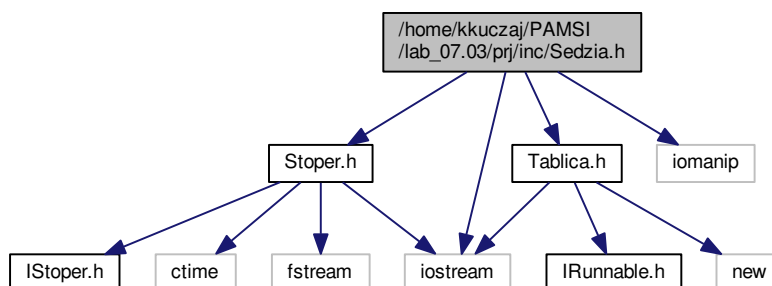 /home/kkuczaj/PAMSI
/lab_07.03/prj/inc/Sedzia.h
Stoper.h
Tablica.h
iomanip
IStoper.h
ctime
fstream
iostream
IRunnable.h
new